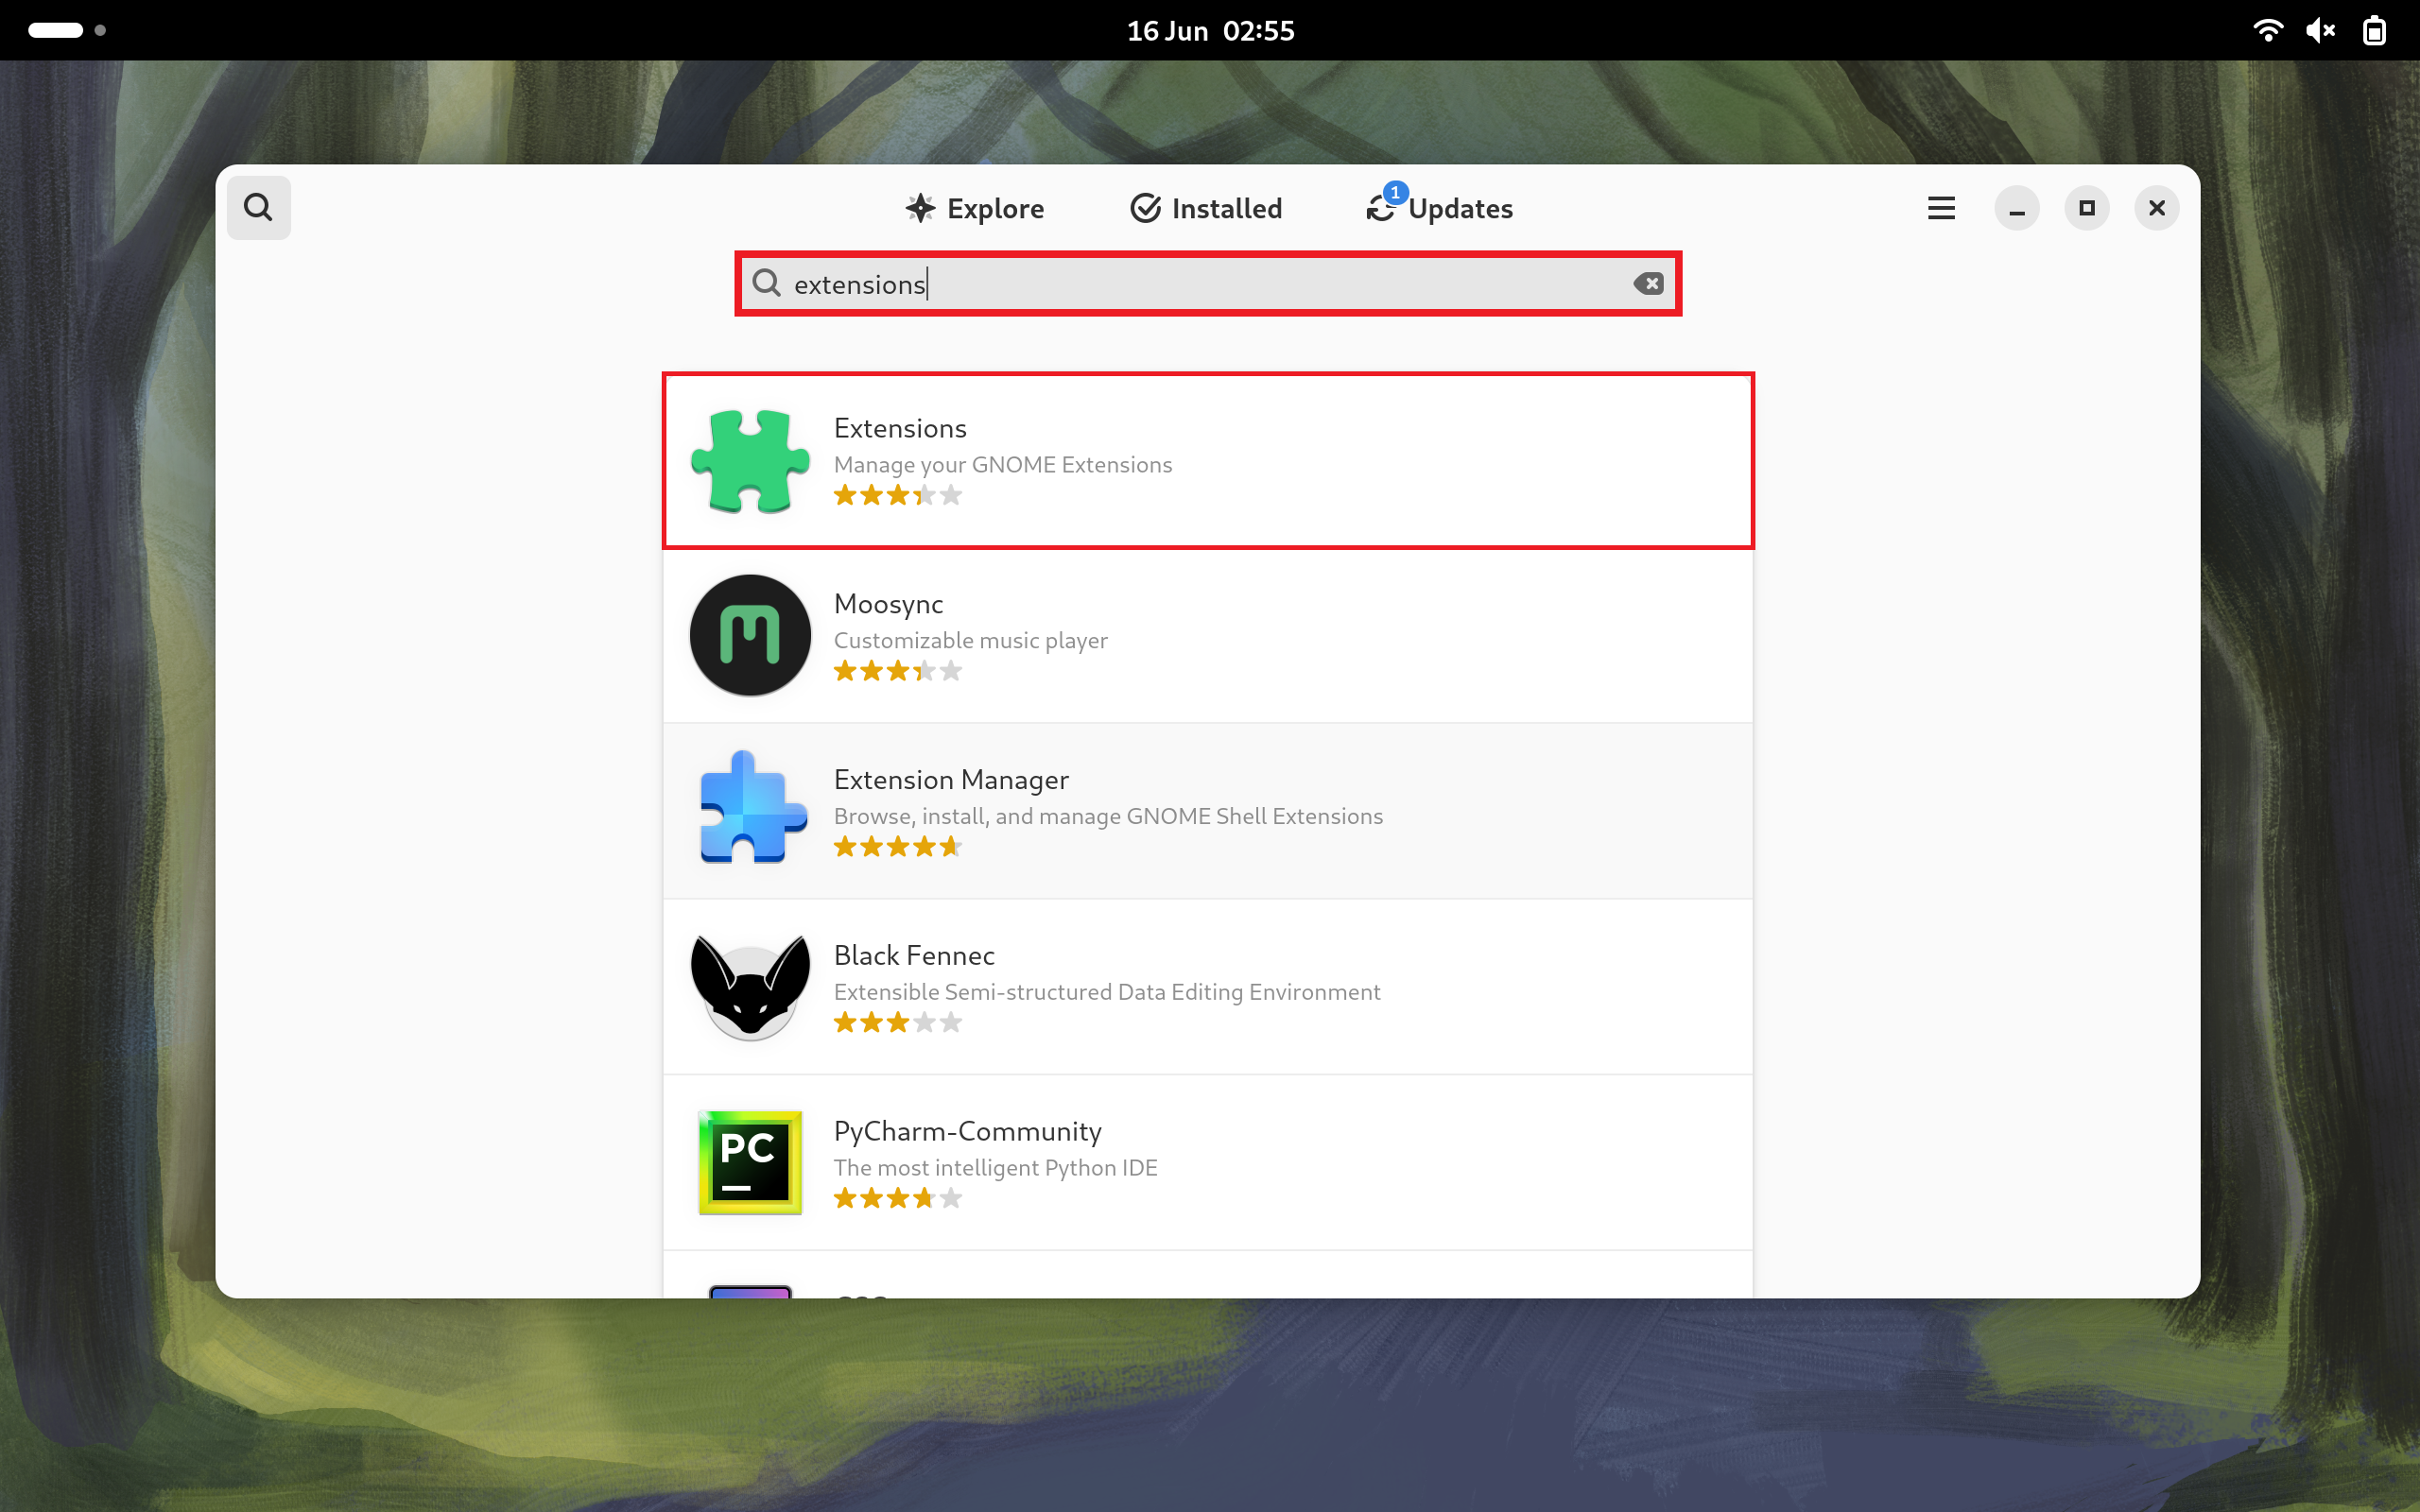 16 Jun 02:55
Explore
Installed
1
Updates
extensions
Extensions
Manage your GNOME Extensions
Moosync
Customizable music player
Extension Manager
Browse, install, and manage GNOME Shell Extensions
Black Fennec
Extensible Semi-structured Data Editing Environment
PC
PyCharm-Community
The most intelligent Python IDE